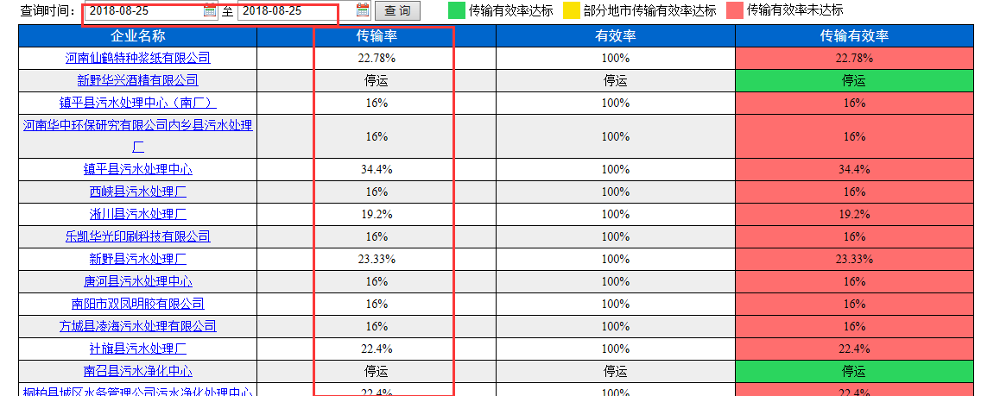 查询时间： 2018-08-25 至 2018-08-25 查 询 传输有效率达标 部分地市传输有效率达标 传输有效率未达标
企业名称 传输率 有效率 传输有效率
河南仙鹤特种浆纸有限公司 22.78% 100% 22.78%
新野华兴酒精有限公司 停运 停运 停运
镇平县污水处理中心（南厂） 16% 100% 16%
河南华中环保研究有限公司内乡县污水处理
厂 16% 100% 16%
镇平县污水处理中心 34.4% 100% 34.4%
西峡县污水处理厂 16% 100% 16%
淅川县污水处理厂 19.2% 100% 19.2%
乐凯华光印刷科技有限公司 16% 100% 16%
新野县污水处理厂 23.33% 100% 23.33%
唐河县污水处理中心 16% 100% 16%
南阳市双凤明胶有限公司 16% 100% 16%
方城县凌海污水处理有限公司 16% 100% 16%
社旗县污水处理厂 22.4% 100% 22.4%
南召县污水净化中心 停运 停运 停运
桐柏县城区水务管理公司污水净化处理中心 22.4% 100% 22.4%